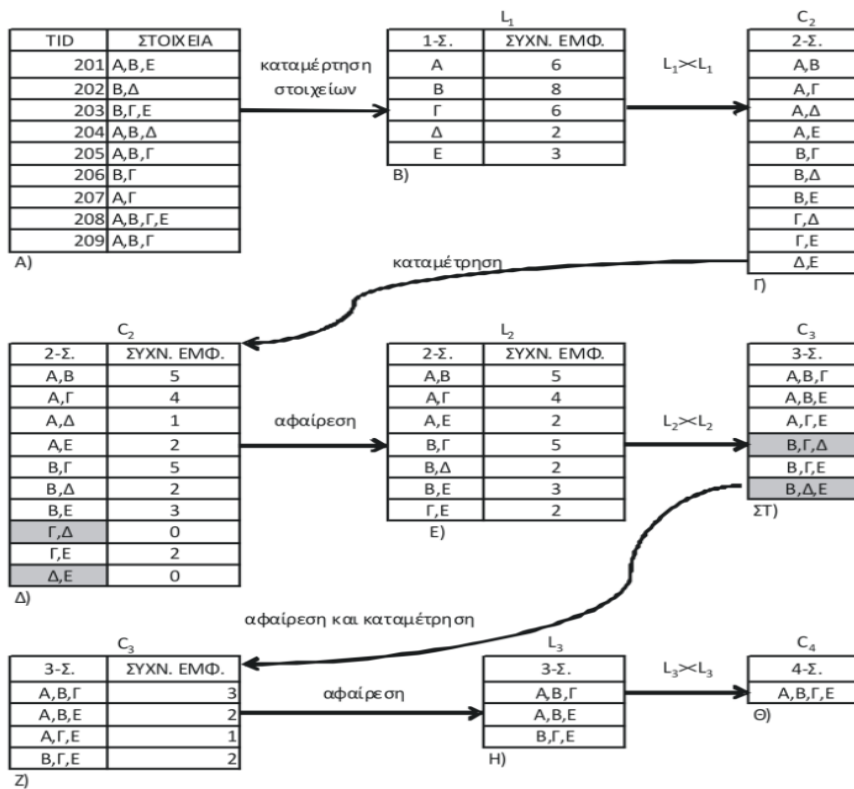 L1
C2
TID ΣΤΟΙΧΕΙΑ
201 Α,Β,Ε
202 Β,Δ
203 Β,Γ,Ε
204 Α,Β,Δ
205 Α,Β,Γ
206 Β,Γ
207 Α,Γ
208 Α,Β,Γ,Ε
209 Α,Β,Γ
Α)
καταμέρτηση
στοιχείων
1-Σ. ΣΥΧΝ. ΕΜΦ.
Α 6
Β 8
Γ 6
Δ 2
Ε 3
Β)
L1><L1
2-Σ.
Α,Β
Α,Γ
Α,Δ
Α,Ε
Β,Γ
Β,Δ
Β,Ε
Γ,Δ
Γ,Ε
Δ,Ε
Γ)
καταμέτρηση
C2
2-Σ. ΣΥΧΝ. ΕΜΦ.
Α,Β 5
Α,Γ 4
Α,Δ 1
Α,Ε 2
Β,Γ 5
Β,Δ 2
Β,Ε 3
Γ,Δ 0
Γ,Ε 2
Δ,Ε 0
Δ)
αφαίρεση
L2
2-Σ. ΣΥΧΝ. ΕΜΦ.
Α,Β 5
Α,Γ 4
Α,Ε 2
Β,Γ 5
Β,Δ 2
Β,Ε 3
Γ,Ε 2
Ε)
L2><L2
C3
3-Σ.
Α,Β,Γ
Α,Β,Ε
Α,Γ,Ε
Β,Γ,Δ
Β,Γ,Ε
Β,Δ,Ε
ΣΤ)
αφαίρεση και καταμέτρηση
C3
3-Σ. ΣΥΧΝ. ΕΜΦ.
Α,Β,Γ 3
Α,Β,Ε 2
Α,Γ,Ε 1
Β,Γ,Ε 2
Ζ)
αφαίρεση
L3
3-Σ.
Α,Β,Γ
Α,Β,Ε
Β,Γ,Ε
Η)
L3><L3
C4
4-Σ.
Α,Β,Γ,Ε
Θ)